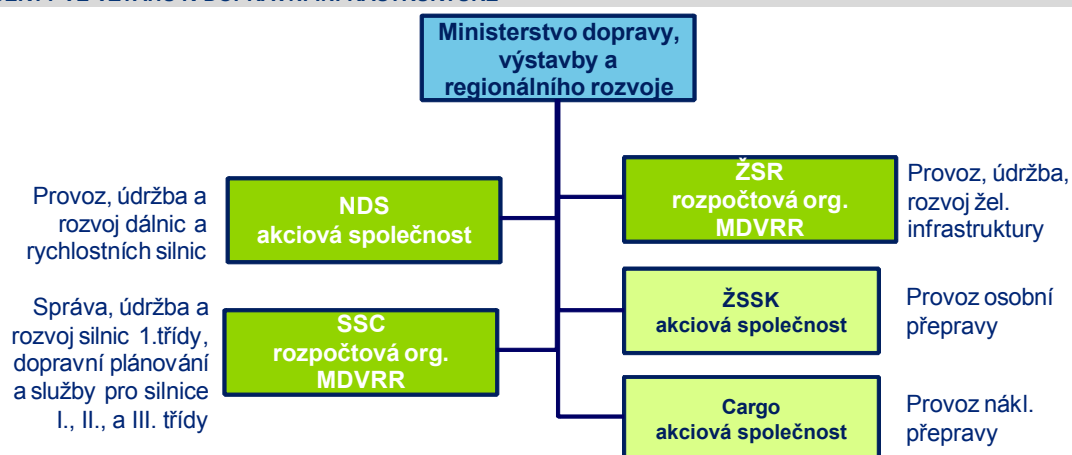 Ministerstvo dopravy,
výstavby a
regionálního rozvoje
Provoz, údržba a
rozvoj dálnic a
rychlostních silnic
NDS
akciová společnost
ŽSR
rozpočtová org.
MDVRR
Provoz, údržba,
rozvoj žel.
infrastruktury
Správa, údržba a
rozvoj silnic 1.třídy,
dopravní plánování
a služby pro silnice
I., II., a III. třídy
SSC
rozpočtová org.
MDVRR
ŽSSK
akciová společnost
Provoz osobní
přepravy
Cargo
akciová společnost
Provoz nákl.
přepravy